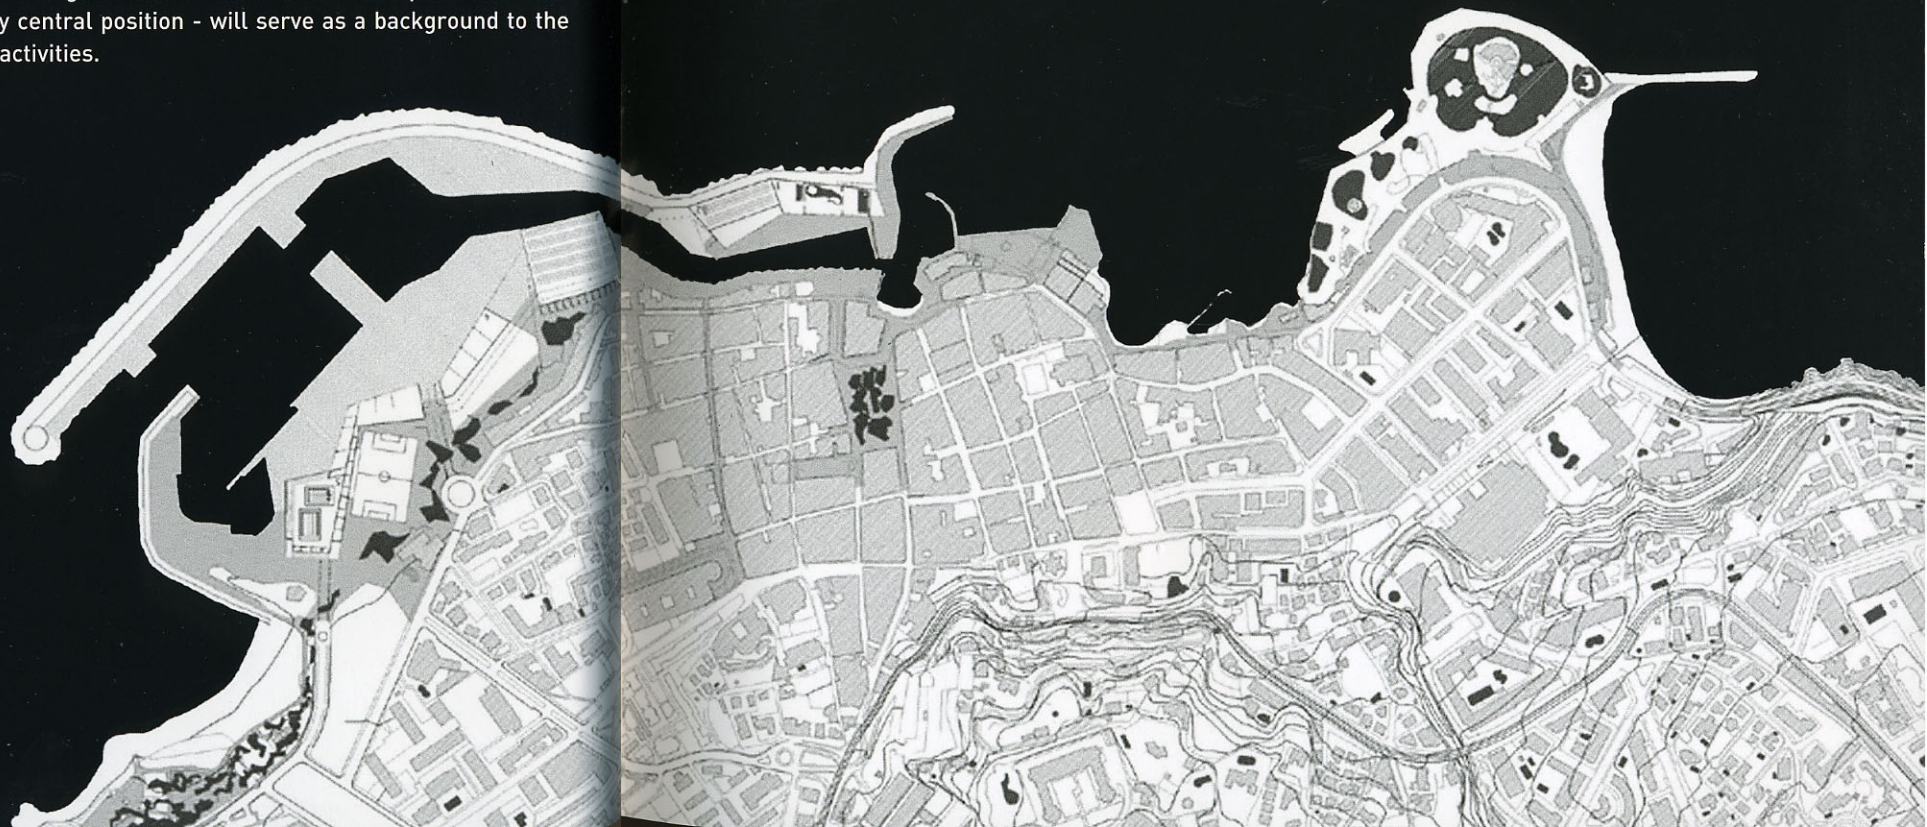 y central position - will serve as a background to the
activities.